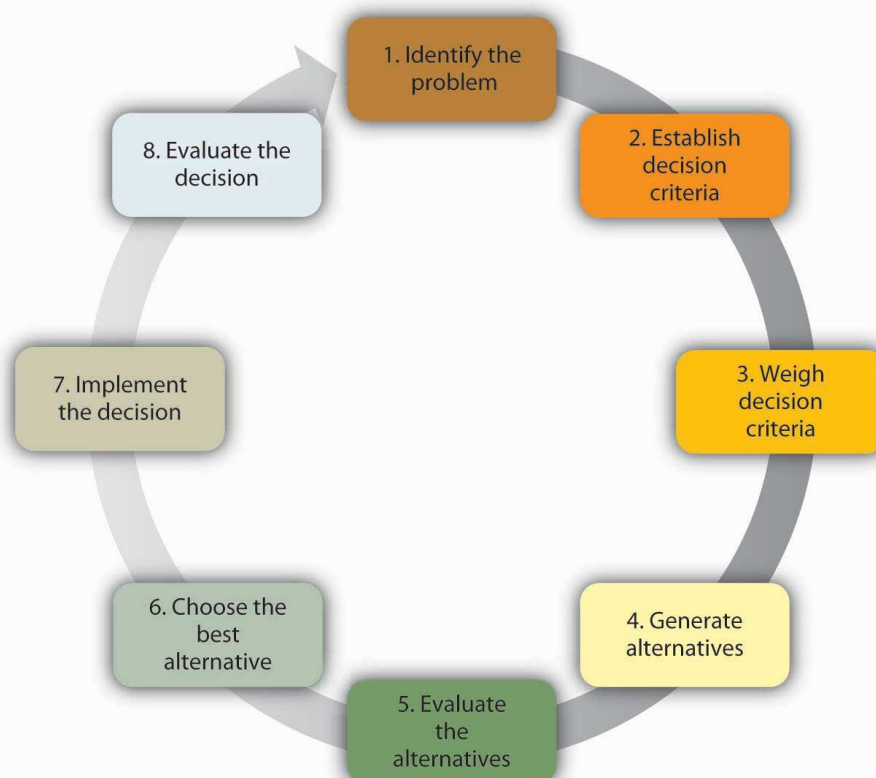 1. Identify the
problem
2. Establish
decision
criteria
3. Weigh
decision
criteria
4. Generate
alternatives
5. Evaluate
the
alternatives
6. Choose the
best
alternative
7. Implement
the decision
8. Evaluate the
decision